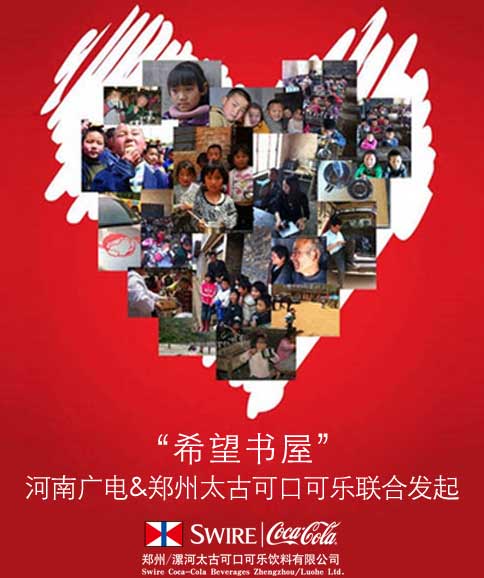 “希望书屋”
河南广电&郑州太古可口可乐联合发起
SWIRE Coca-Cola
郑州/漯河太古可口可乐饮料有限公司
Swire Coca-Cola Beverages Zhengzhou/Luohe Ltd.